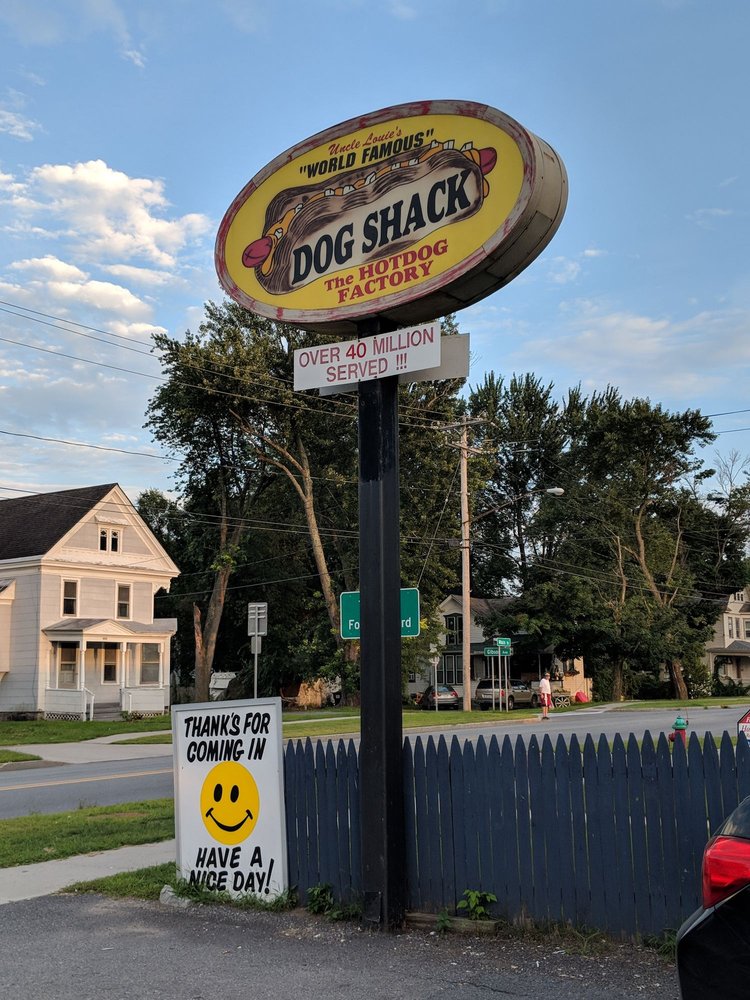 Uncle Louie's
"WORLD FAMOUS"
DOG SHACK
The HOTDOG
FACTORY
OVER 40 MILLION
SERVED !!!
THANK'S FOR
COMING IN
HAVE A
NICE DAY!